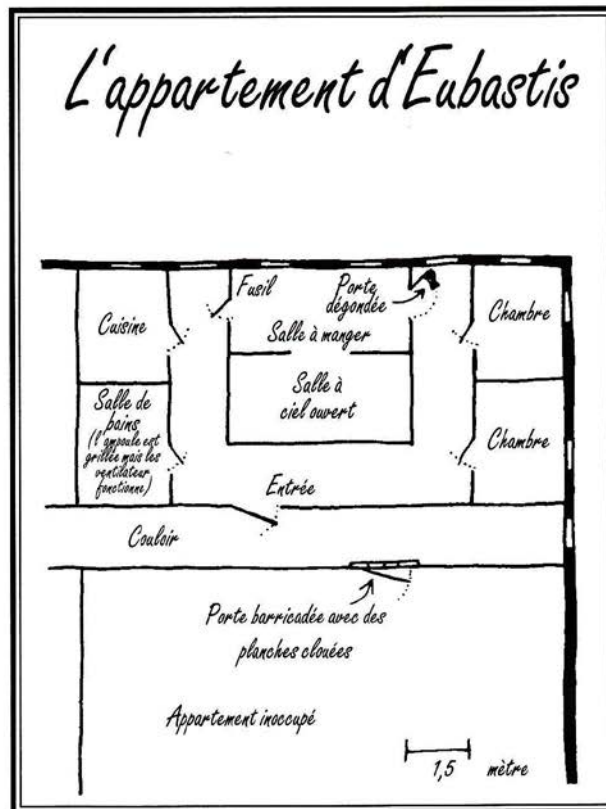 L'appartement d'Eubastis
Fusil
Porte
dégondée
Cuisine
Chambre
Salle à manger
Salle de
bains
(l'ampoule est
grillée mais les
ventilateur
fonctionne)
Salle à
ciel ouvert
Chambre
Entrée
Couloir
Porte barricadée avec des
planches clouées
Appartement inoccupé
1,5 mètre